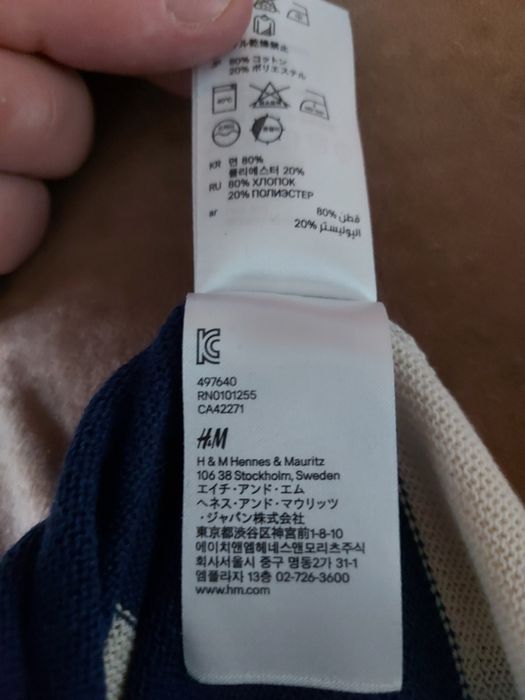 ル乾燥禁止
JP 80% コットン
20% ポリエステル
KR 면 80%
폴리에스터 20%
RU 80% ХЛОПОК
20% ПОЛИЭСТЕР
ar 80% قطن
20% البوليستر
497640
RN0101255
CA42271
H&M
H & M Hennes & Mauritz
106 38 Stockholm, Sweden
エイチ・アンド・エム
ヘネス・アンド・マウリッツ
・ジャパン株式会社
東京都渋谷区神宮前1-8-10
에이치앤엠헤네스앤모리츠주식
회사서울시 중구 명동2가 31-1
엠플라자 13층 02-726-3600
www.hm.com